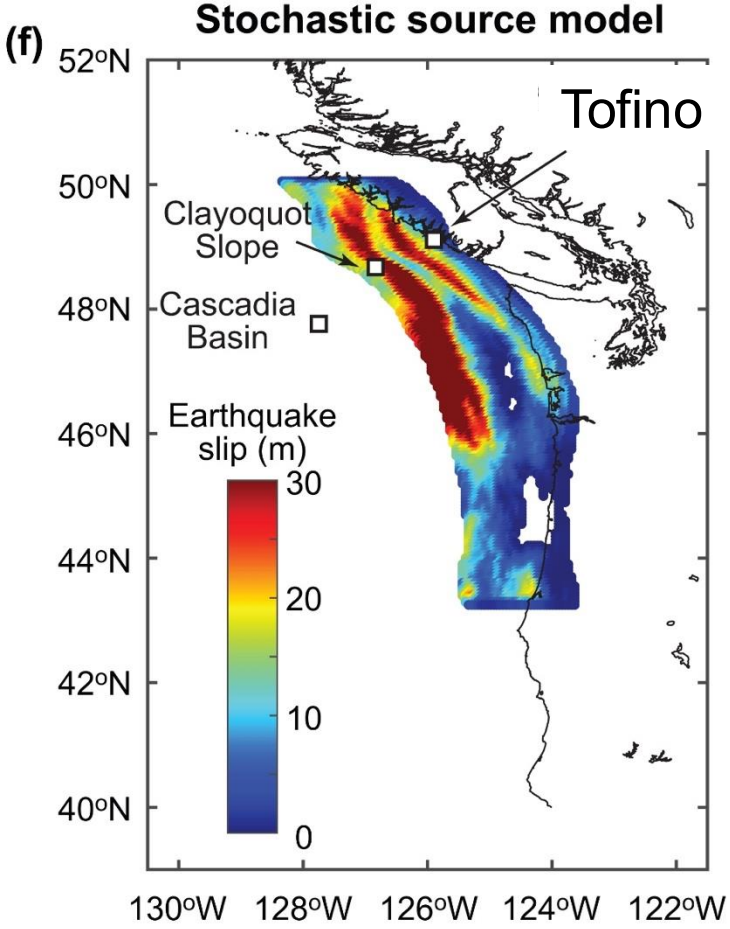 Stochastic source model
(f)
52°N
Tofino
50°N
Clayoquot
Slope
48°N
Cascadia
Basin
Earthquake
slip (m)
46°N
30
44°N
20
42°N
10
40°N
0
130°W 128°W 126°W 124°W 122°W